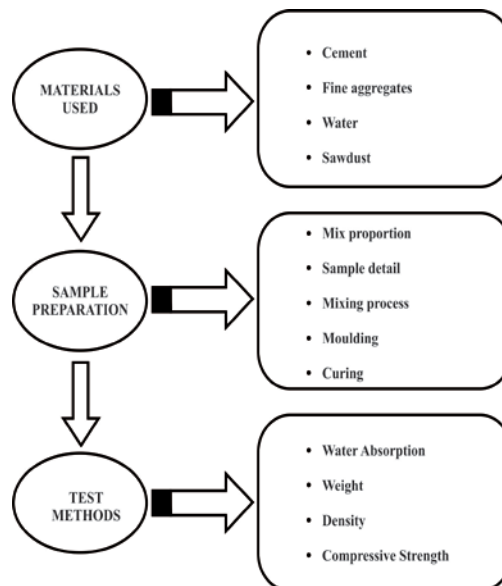 MATERIALS
USED
• Cement
• Fine aggregates
• Water
• Sawdust
SAMPLE
PREPARATION
• Mix proportion
• Sample detail
• Mixing process
• Moulding
• Curing
TEST
METHODS
• Water Absorption
• Weight
• Density
• Compressive Strength